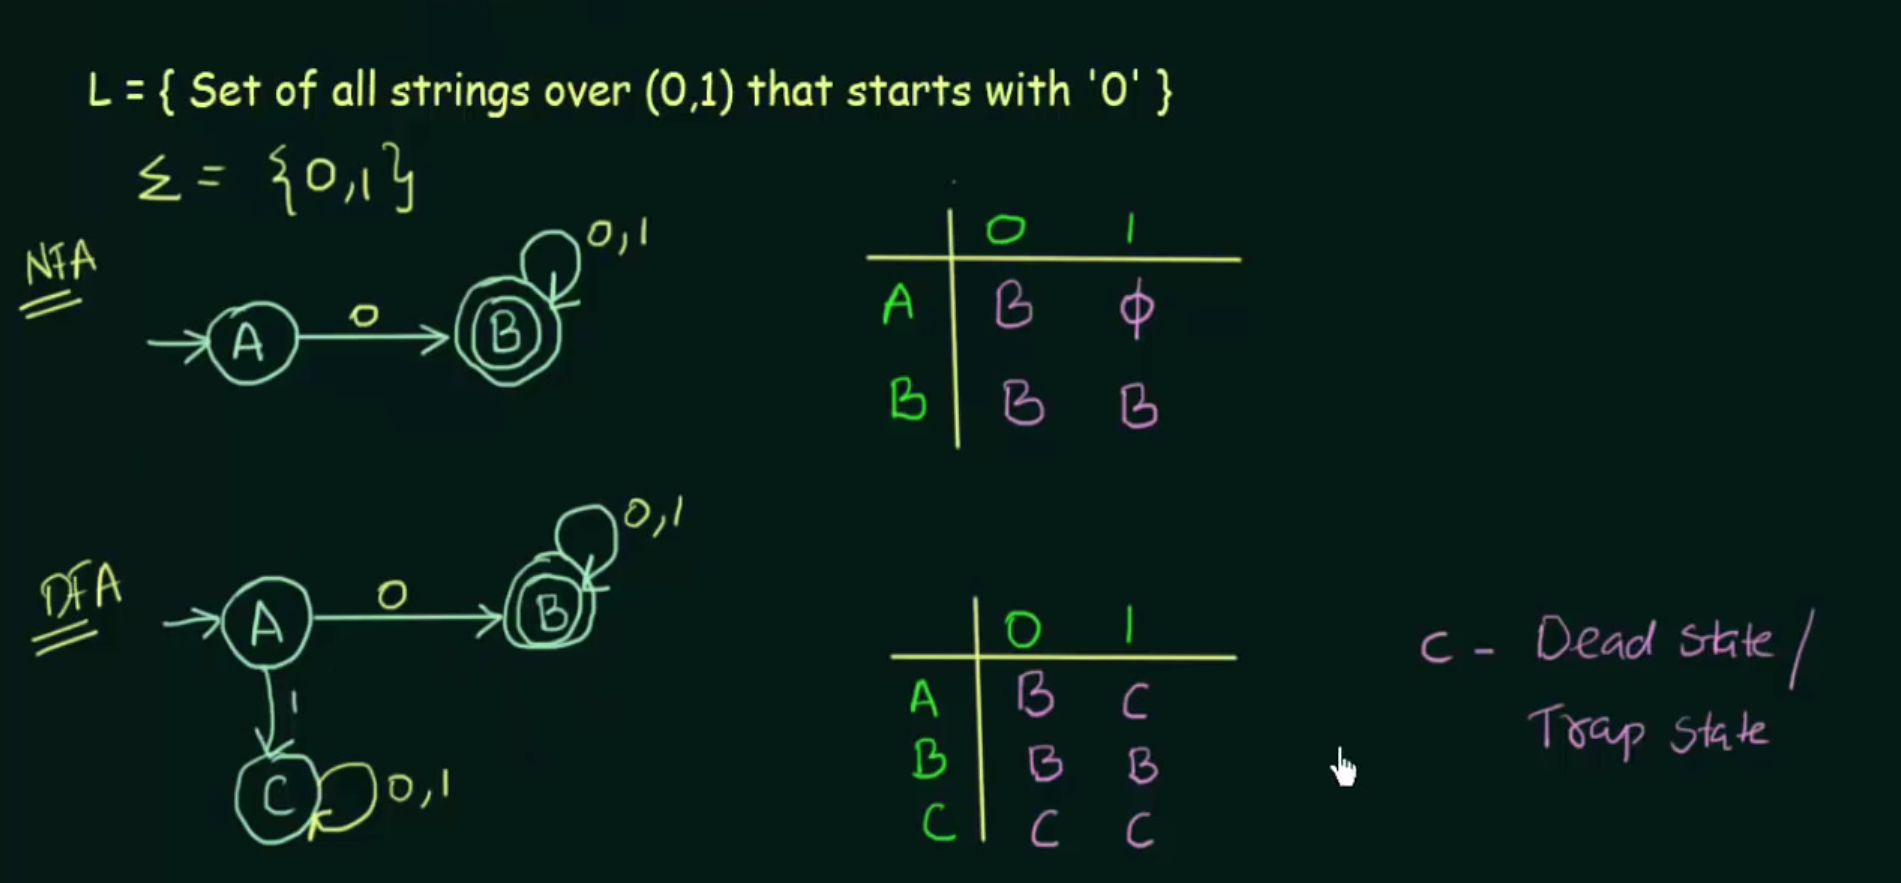 L = { Set of all strings over (0,1) that starts with '0' }
Σ = {0,1}
NFA
A
0
B
0,1
0 1
A B ϕ
B B B
DFA
A
0
B
0,1
1
C
0,1
0 1
A B C
B B B
C C C
C - Dead state /
Trap state